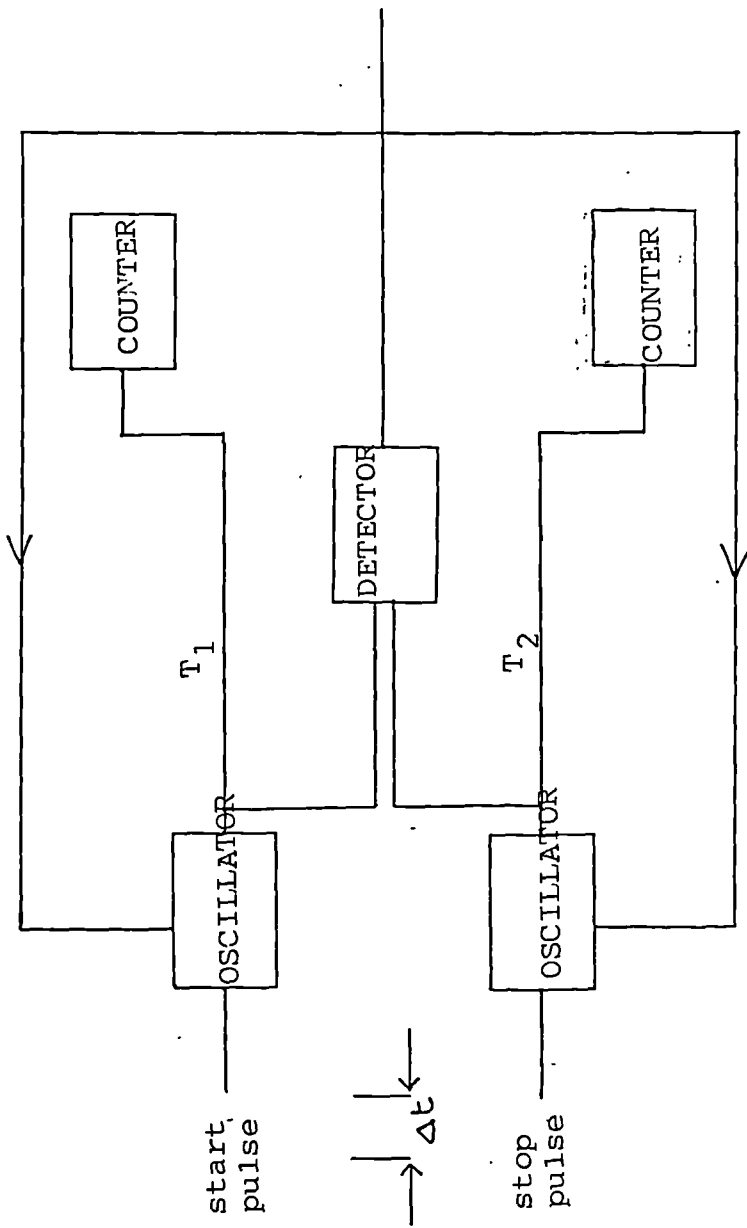 start
pulse
OSCILLATOR
T1
COUNTER
Δt
DETECTOR
stop
pulse
OSCILLATOR
T2
COUNTER